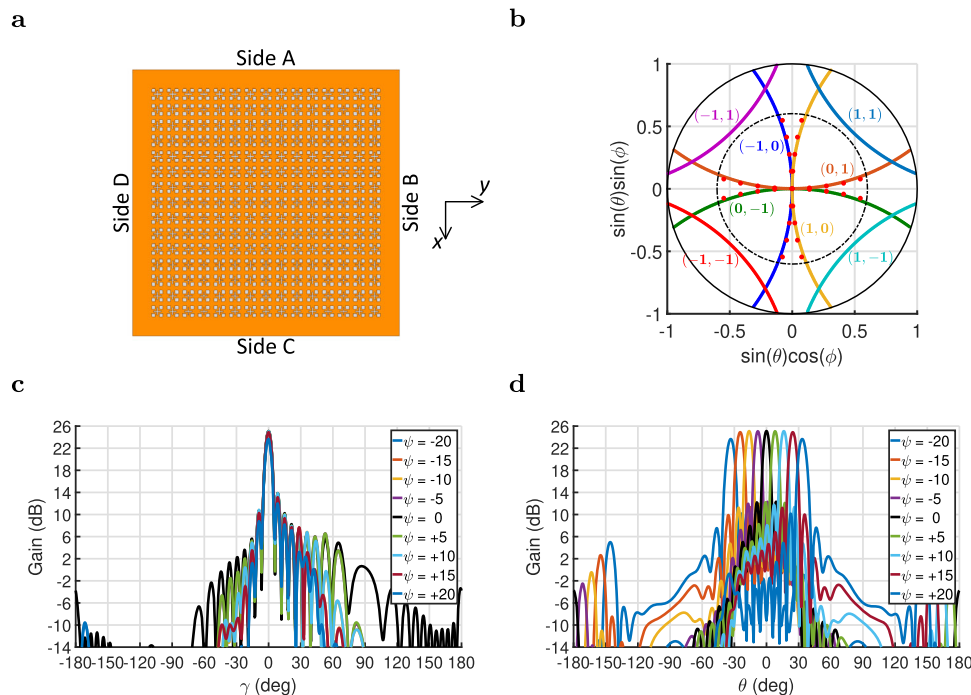 a
Side A
Side D
Side B
Side C
y
x
b
1
0.5
0
-0.5
-1
-1
-0.5
0
0.5
1
sin(θ)sin(ϕ)
sin(θ)cos(ϕ)
(−1, 1)
(1, 1)
(−1, 0)
(0, 1)
(0, −1)
(1, 0)
(−1, −1)
(1, −1)
c
Gain (dB)
26
22
18
14
10
6
2
-2
-6
-10
-14
-180
-150
-120
-90
-60
-30
0
30
60
90
120
150
180
γ (deg)
ψ = -20
ψ = -15
ψ = -10
ψ = -5
ψ = 0
ψ = +5
ψ = +10
ψ = +15
ψ = +20
d
Gain (dB)
26
22
18
14
10
6
2
-2
-6
-10
-14
-180
-150
-120
-90
-60
-30
0
30
60
90
120
150
180
θ (deg)
ψ = -20
ψ = -15
ψ = -10
ψ = -5
ψ = 0
ψ = +5
ψ = +10
ψ = +15
ψ = +20